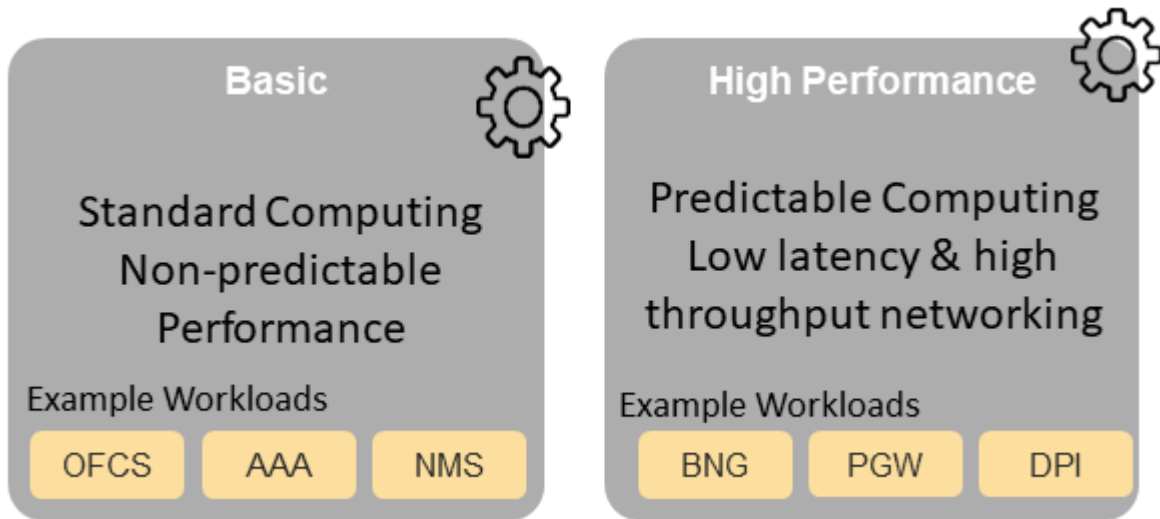 Basic
Standard Computing
Non-predictable
Performance
Example Workloads
OFCS
AAA
NMS
High Performance
Predictable Computing
Low latency & high
throughput networking
Example Workloads
BNG
PGW
DPI